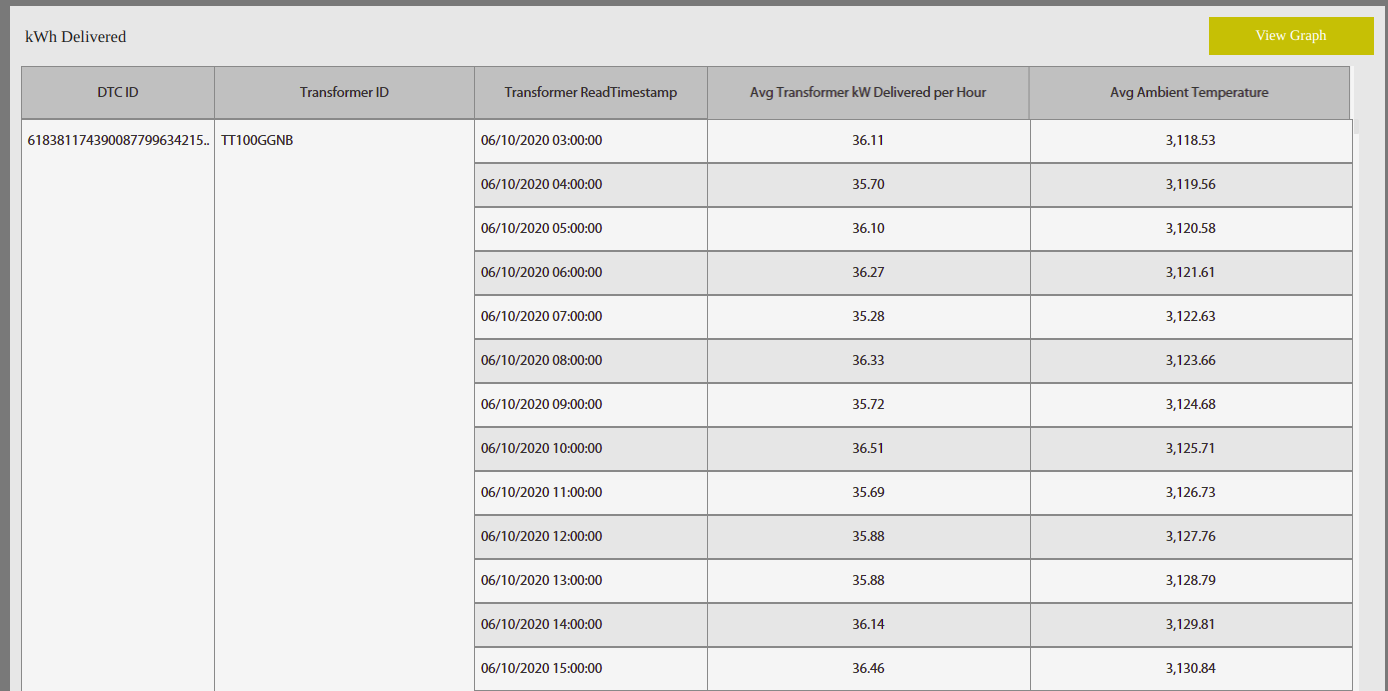 kWh Delivered
View Graph
DTC ID Transformer ID Transformer ReadTimestamp Avg Transformer kW Delivered per Hour Avg Ambient Temperature
618381174390087799634215.. TT100GGNB 06/10/2020 03:00:00 36.11 3,118.53
06/10/2020 04:00:00 35.70 3,119.56
06/10/2020 05:00:00 36.10 3,120.58
06/10/2020 06:00:00 36.27 3,121.61
06/10/2020 07:00:00 35.28 3,122.63
06/10/2020 08:00:00 36.33 3,123.66
06/10/2020 09:00:00 35.72 3,124.68
06/10/2020 10:00:00 36.51 3,125.71
06/10/2020 11:00:00 35.69 3,126.73
06/10/2020 12:00:00 35.88 3,127.76
06/10/2020 13:00:00 35.88 3,128.79
06/10/2020 14:00:00 36.14 3,129.81
06/10/2020 15:00:00 36.46 3,130.84